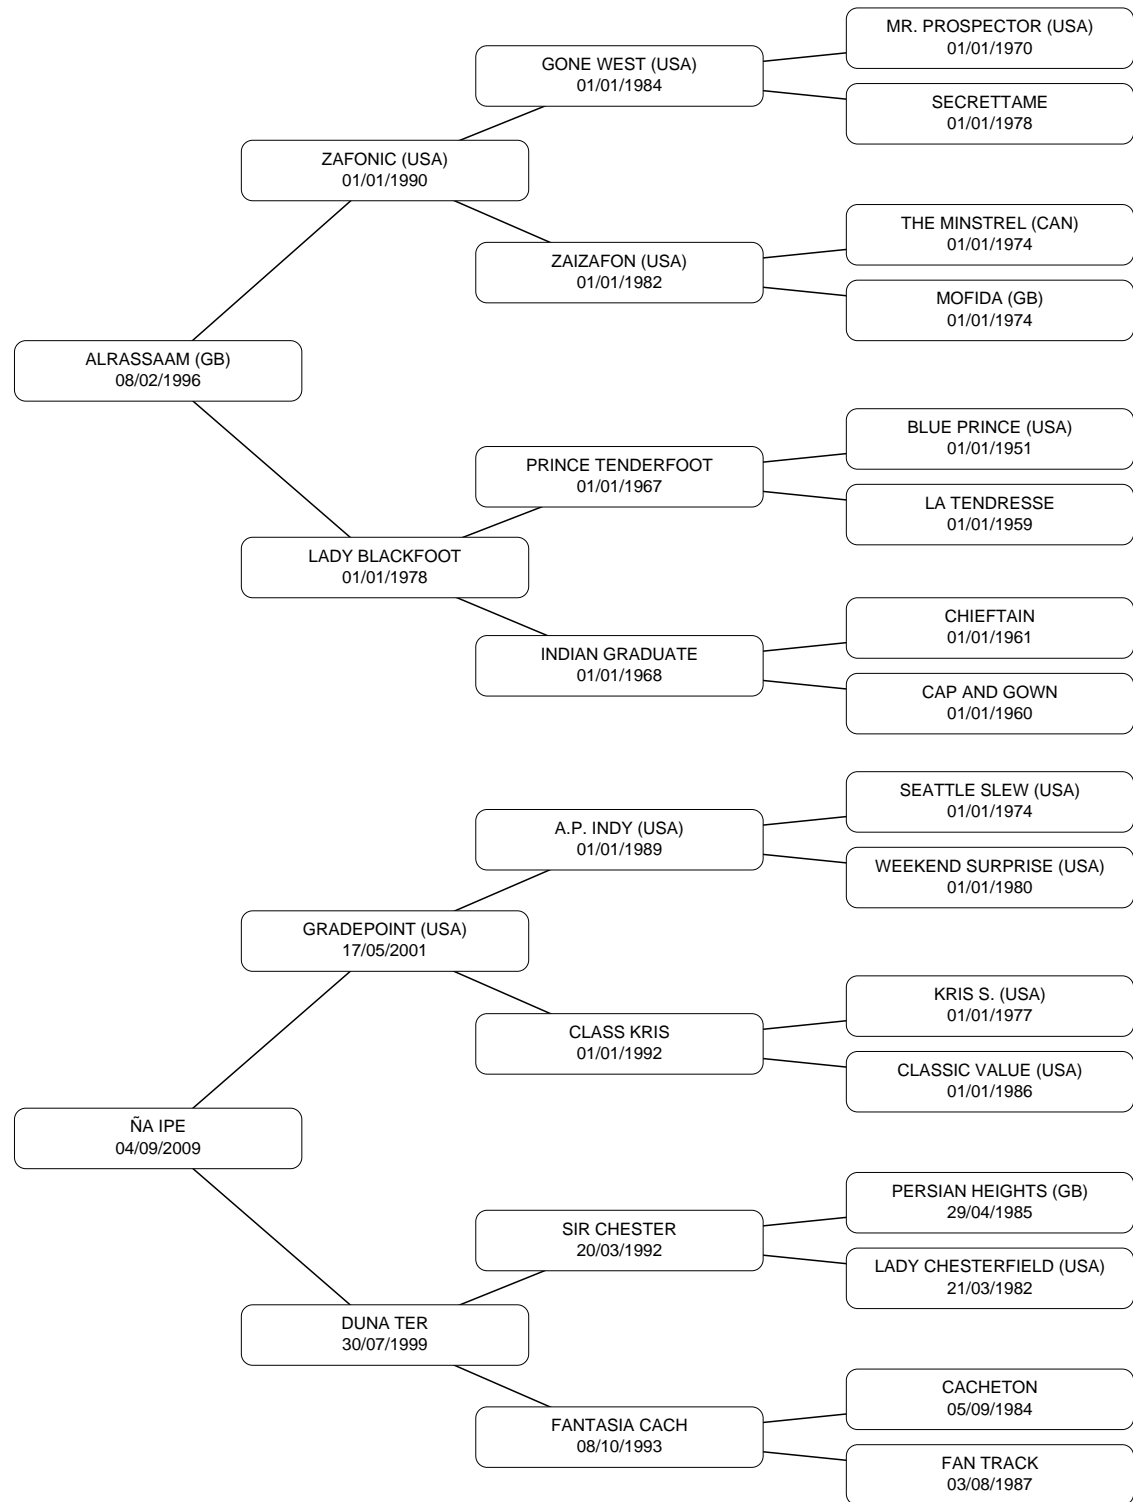 MR. PROSPECTOR (USA)
01/01/1970
GONE WEST (USA)
01/01/1984
SECRETTAME
01/01/1978
ZAFONIC (USA)
01/01/1990
THE MINSTREL (CAN)
01/01/1974
ZAIZAFON (USA)
01/01/1982
MOFIDA (GB)
01/01/1974
ALRASSAAM (GB)
08/02/1996
BLUE PRINCE (USA)
01/01/1951
PRINCE TENDERFOOT
01/01/1967
LA TENDRESSE
01/01/1959
LADY BLACKFOOT
01/01/1978
CHIEFTAIN
01/01/1961
INDIAN GRADUATE
01/01/1968
CAP AND GOWN
01/01/1960
SEATTLE SLEW (USA)
01/01/1974
A.P. INDY (USA)
01/01/1989
WEEKEND SURPRISE (USA)
01/01/1980
GRADEPOINT (USA)
17/05/2001
KRIS S. (USA)
01/01/1977
CLASS KRIS
01/01/1992
CLASSIC VALUE (USA)
01/01/1986
ÑA IPE
04/09/2009
PERSIAN HEIGHTS (GB)
29/04/1985
SIR CHESTER
20/03/1992
LADY CHESTERFIELD (USA)
21/03/1982
DUNA TER
30/07/1999
CACHETON
05/09/1984
FANTASIA CACH
08/10/1993
FAN TRACK
03/08/1987